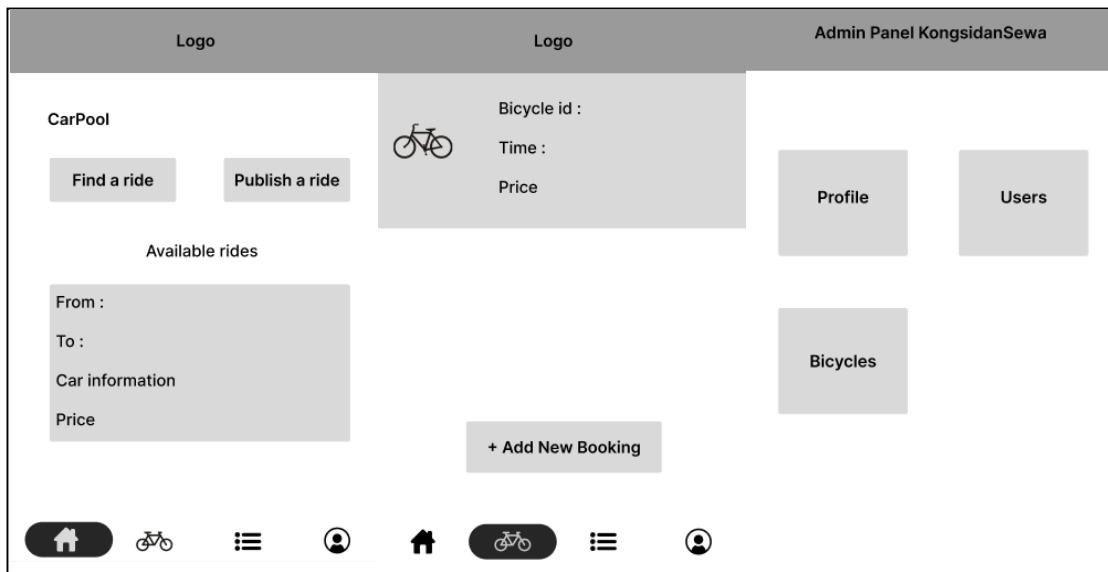 Logo
CarPool
Find a ride
Publish a ride
Available rides
From :
To :
Car information
Price
Logo
Bicycle id :
Time :
Price
+ Add New Booking
Admin Panel KongsidanSewa
Profile
Users
Bicycles